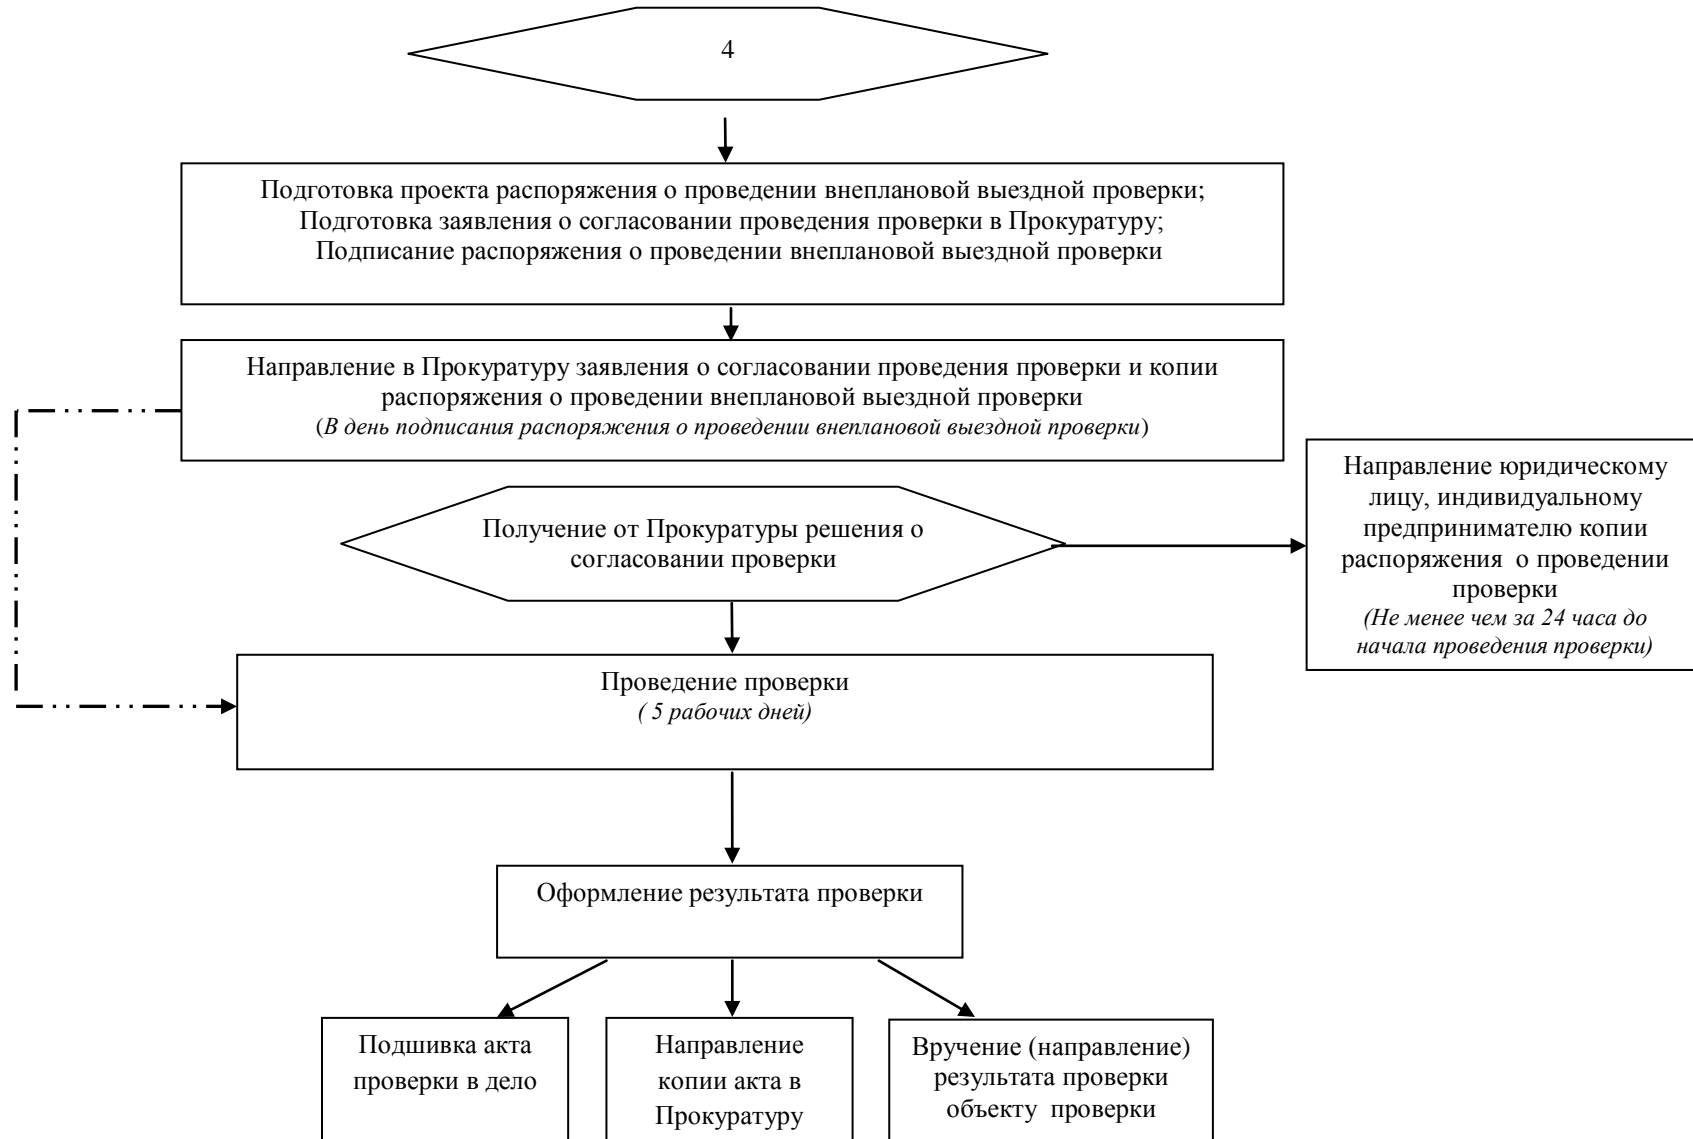 4
Подготовка проекта распоряжения о проведении внеплановой выездной проверки;
Подготовка заявления о согласовании проведения проверки в Прокуратуру;
Подписание распоряжения о проведении внеплановой выездной проверки
Направление в Прокуратуру заявления о согласовании проведения проверки и копии
распоряжения о проведении внеплановой выездной проверки
(В день подписания распоряжения о проведении внеплановой выездной проверки)
Получение от Прокуратуры решения о
согласовании проверки
Направление юридическому
лицу, индивидуальному
предпринимателю копии
распоряжения о проведении
проверки
(Не менее чем за 24 часа до
начала проведения проверки)
Проведение проверки
( 5 рабочих дней)
Оформление результата проверки
Подшивка акта
проверки в дело
Направление
копии акта в
Прокуратуру
Вручение (направление)
результата проверки
объекту проверки